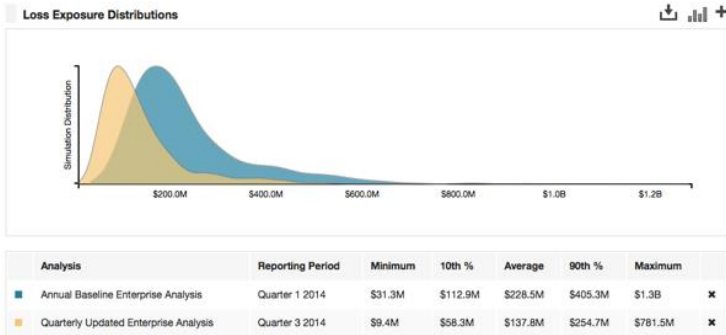 Loss Exposure Distributions
Simulation Distribution
$200.0M $400.0M $600.0M $800.0M $1.0B $1.2B
Analysis Reporting Period Minimum 10th % Average 90th % Maximum
Annual Baseline Enterprise Analysis Quarter 1 2014 $31.3M $112.9M $228.5M $405.3M $1.3B
Quarterly Updated Enterprise Analysis Quarter 3 2014 $9.4M $58.3M $137.8M $254.7M $781.5M